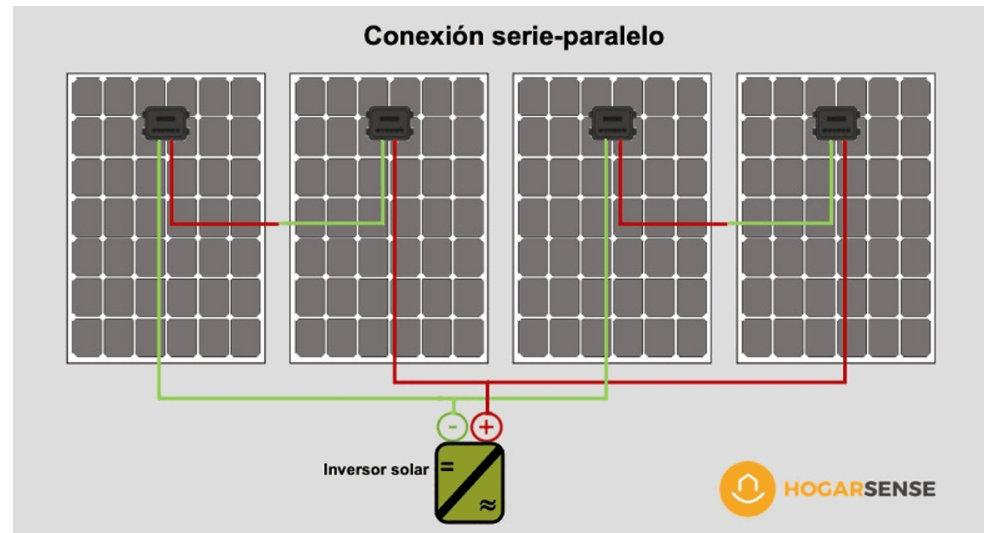 Conexión serie-paralelo
- +
Inversor solar
=
≈
HOGARSENSE